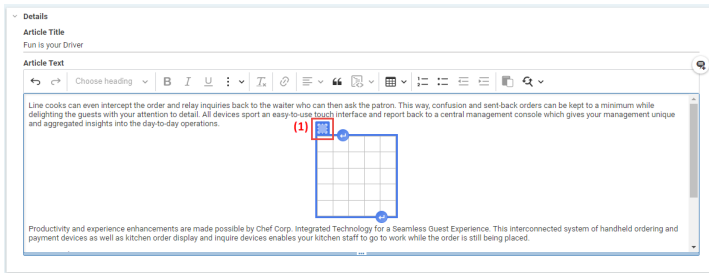 Details
Article Title
Fun is your Driver
Article Text
Choose heading B I U Tx
Line cooks can even intercept the order and relay inquiries back to the waiter who can then ask the patron. This way, confusion and sent-back orders can be kept to a minimum while
delighting the guests with your attention to detail. All devices sport an easy-to-use touch interface and report back to a central management console which gives your management unique
and aggregated insights into the day-to-day operations.
(1)
Productivity and experience enhancements are made possible by Chef Corp. Integrated Technology for a Seamless Guest Experience. This interconnected system of handheld ordering and
payment devices as well as kitchen order display and inquire devices enables your kitchen staff to go to work while the order is still being placed.